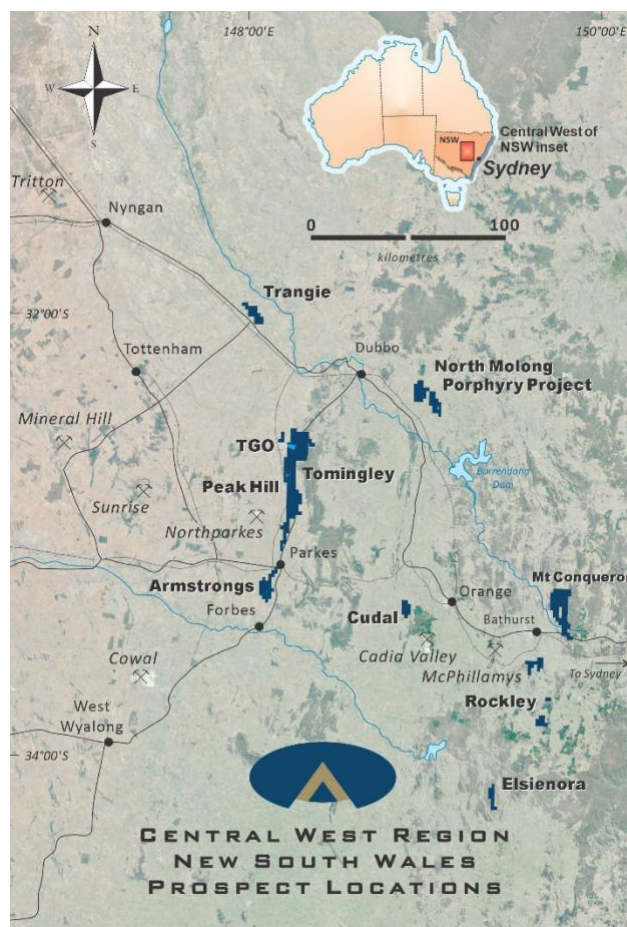 148°00'E
150°00'E
N
W
E
S
NSW
Central West of
NSW inset
Sydney
Tritton
Nyngan
0
100
kilometres
Trangie
32°00'S
Tottenham
Dubbo
North Molong
Porphyry Project
Mineral Hill
TGO
Tomingley
Burrendong
Dam
Peak Hill
Sunrise
Northparkes
Parkes
Armstrongs
Mt Conqueror
Orange
Forbes
Cudal
Bathurst
Cadia Valley
Cowal
McPhillamys
To Sydney
Rockley
West
Wyalong
34°00'S
Elsienora
CENTRAL WEST REGION
NEW SOUTH WALES
PROSPECT LOCATIONS